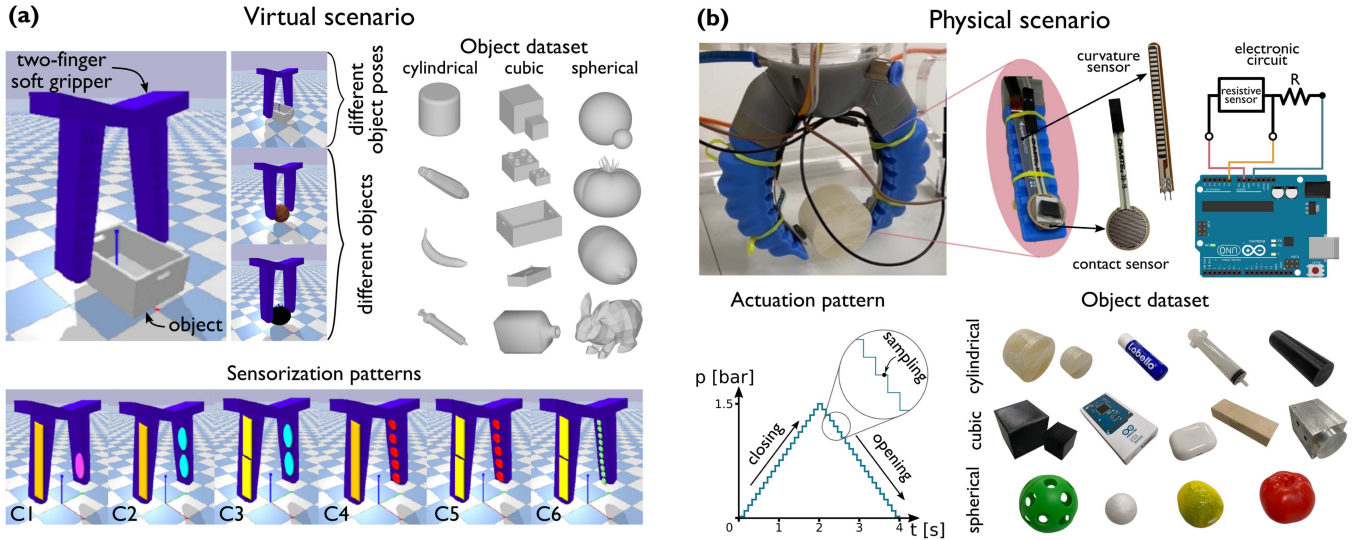 (a)
Virtual scenario
two-finger
soft gripper
object
different
object poses
different objects
Object dataset
cylindrical
cubic
spherical
Sensorization patterns
C1
C2
C3
C4
C5
C6
(b)
Physical scenario
curvature
sensor
contact sensor
electronic
circuit
resistive
sensor
R
UNO
Arduino
Actuation pattern
p [bar]
1.5
closing
opening
sampling
0
0
1
2
3
4
t [s]
Object dataset
cylindrical
Labello
cubic
spherical